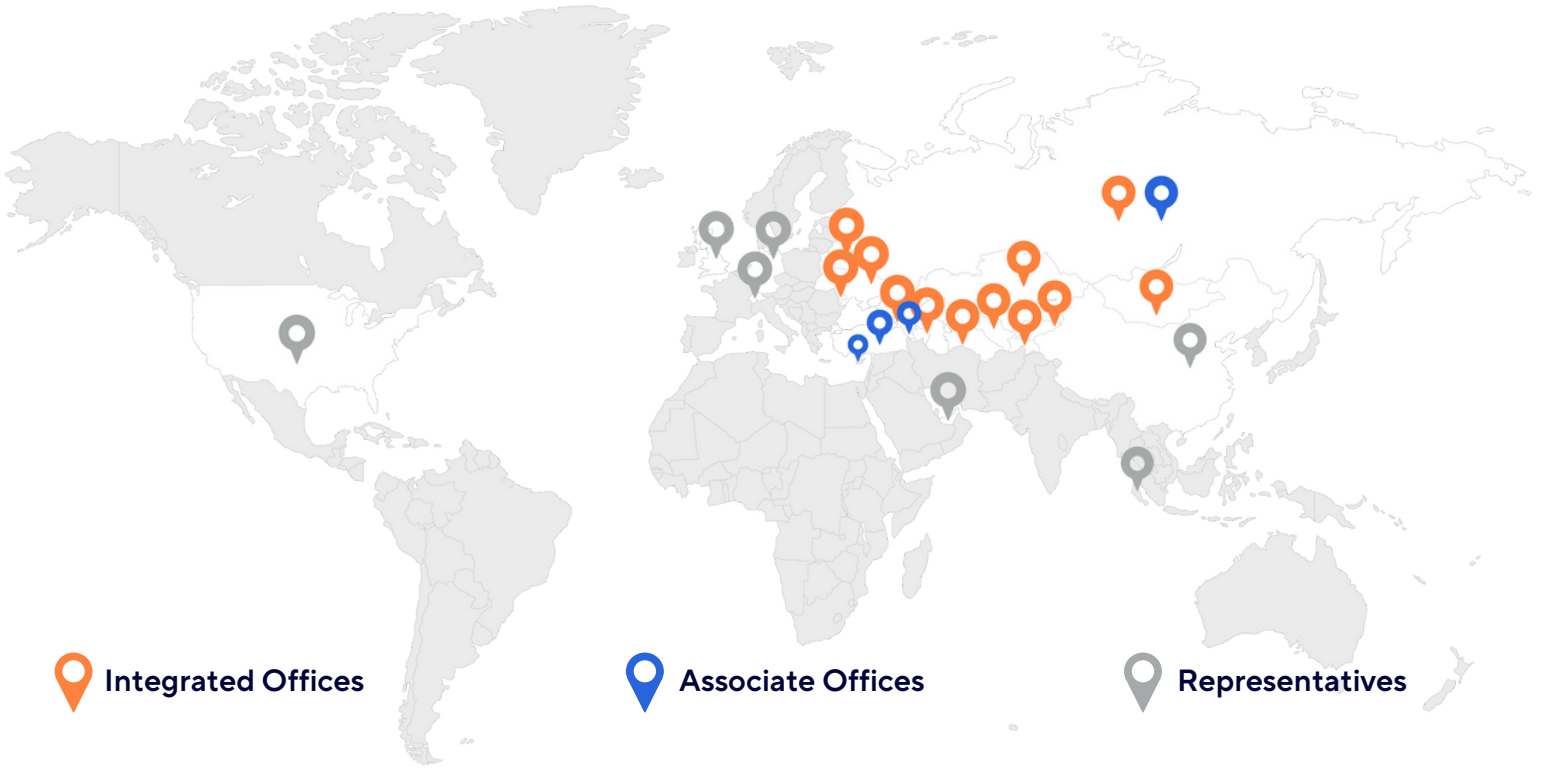 Integrated Offices
Associate Offices
Representatives